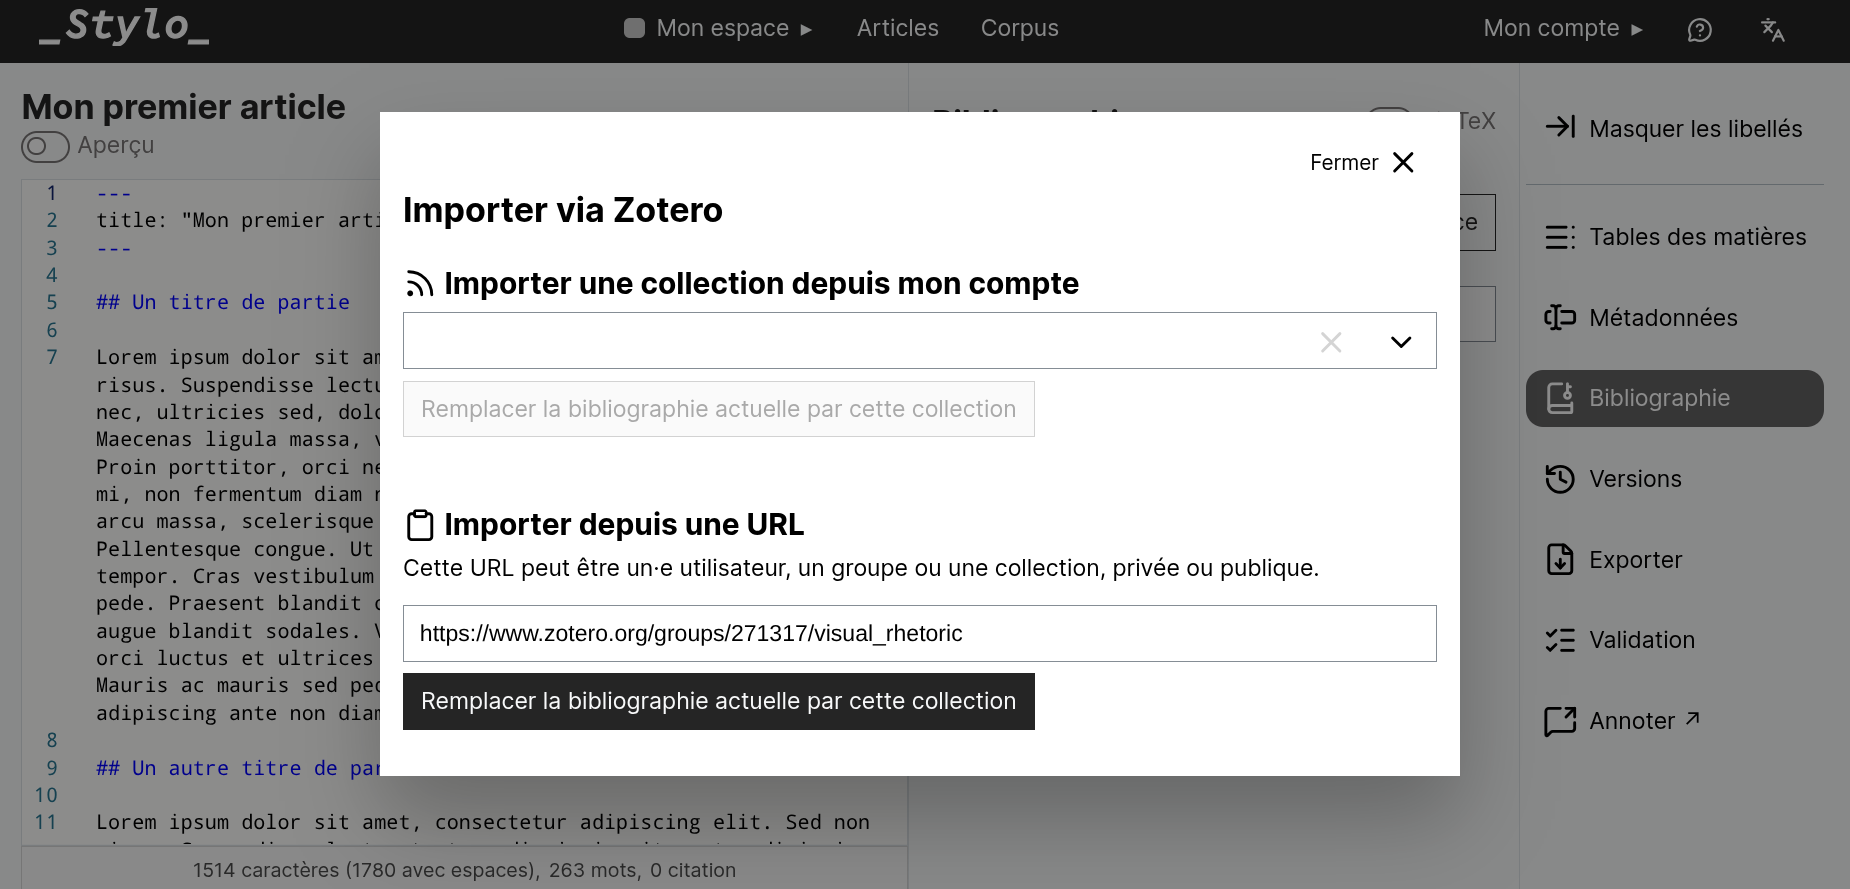 _Stylo_
Mon espace ▸
Articles
Corpus
Mon compte ▸
Mon premier article
Aperçu
1 ---
2 title: "Mon premier arti
3 ---
4
5 ## Un titre de partie
6
7 Lorem ipsum dolor sit am
risus. Suspendisse lectu
nec, ultricies sed, dolo
Maecenas ligula massa, v
Proin porttitor, orci ne
mi, non fermentum diam n
arcu massa, scelerisque
Pellentesque congue. Ut
tempor. Cras vestibulum
pede. Praesent blandit
augue blandit sodales. V
orci luctus et ultrices
Mauris ac mauris sed ped
adipiscing ante non diam
8
9 ## Un autre titre de par
10
11 Lorem ipsum dolor sit amet, consectetur adipiscing elit. Sed non
1514 caractères (1780 avec espaces), 263 mots, 0 citation
TeX
ce
Fermer
Importer via Zotero
Importer une collection depuis mon compte
Remplacer la bibliographie actuelle par cette collection
Importer depuis une URL
Cette URL peut être un·e utilisateur, un groupe ou une collection, privée ou publique.
https://www.zotero.org/groups/271317/visual_rhetoric
Remplacer la bibliographie actuelle par cette collection
Masquer les libellés
Tables des matières
Métadonnées
Bibliographie
Versions
Exporter
Validation
Annoter ↗